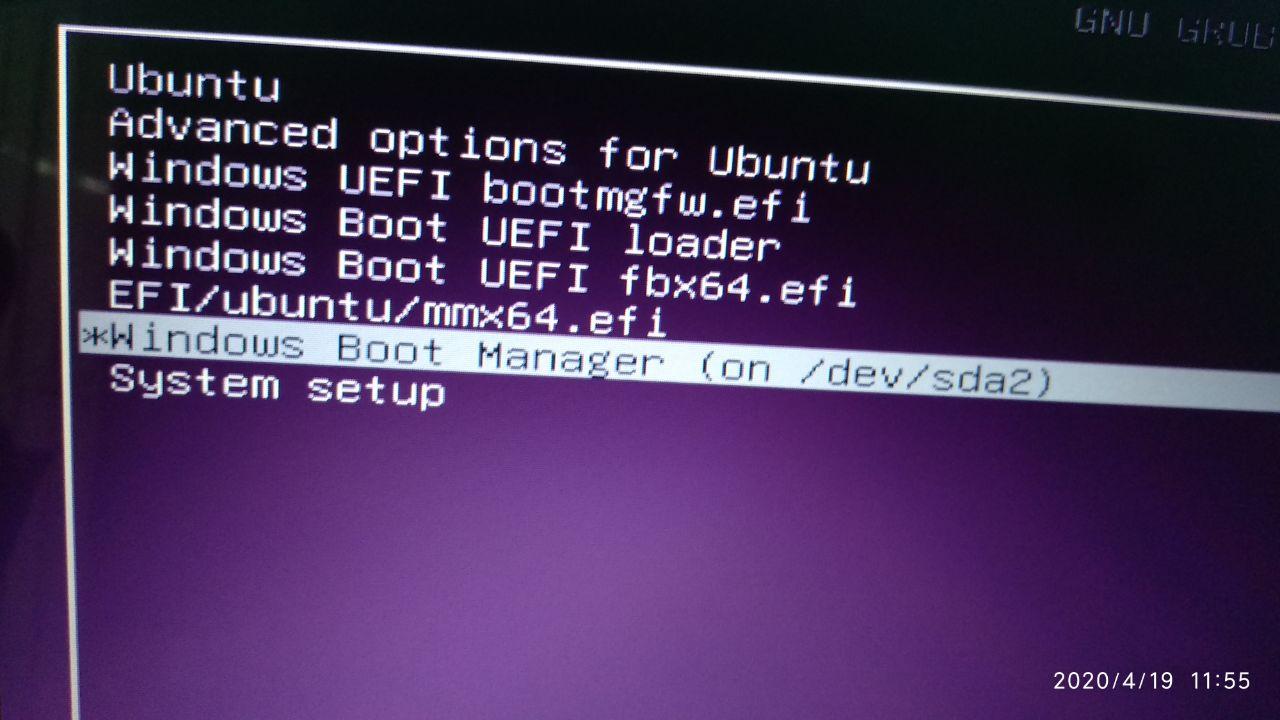 GNU GRUB
Ubuntu
Advanced options for Ubuntu
Windows UEFI bootmgfw.efi
Windows Boot UEFI loader
Windows Boot UEFI fbx64.efi
EFI/ubuntu/mmx64.efi
*Windows Boot Manager (on /dev/sda2)
System setup
2020/4/19 11:55